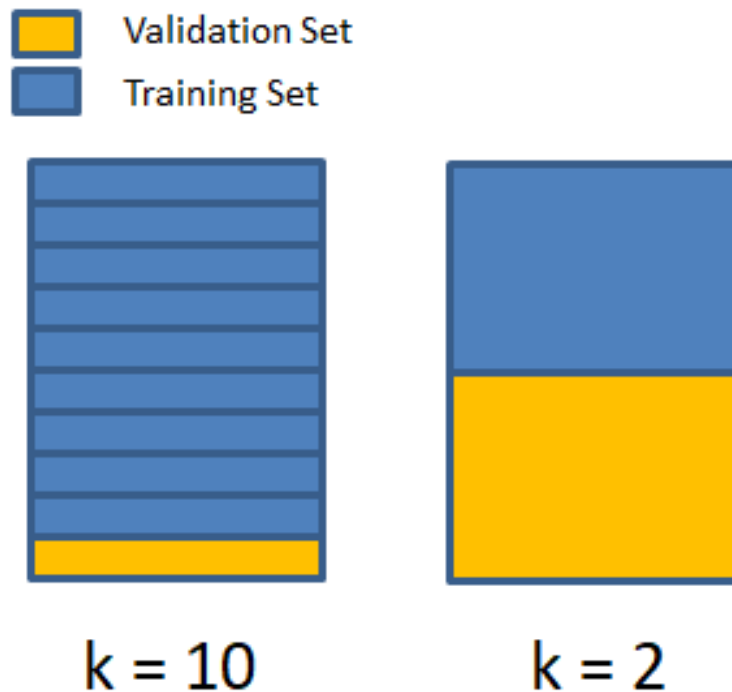 Validation Set
Training Set
k = 10
k = 2